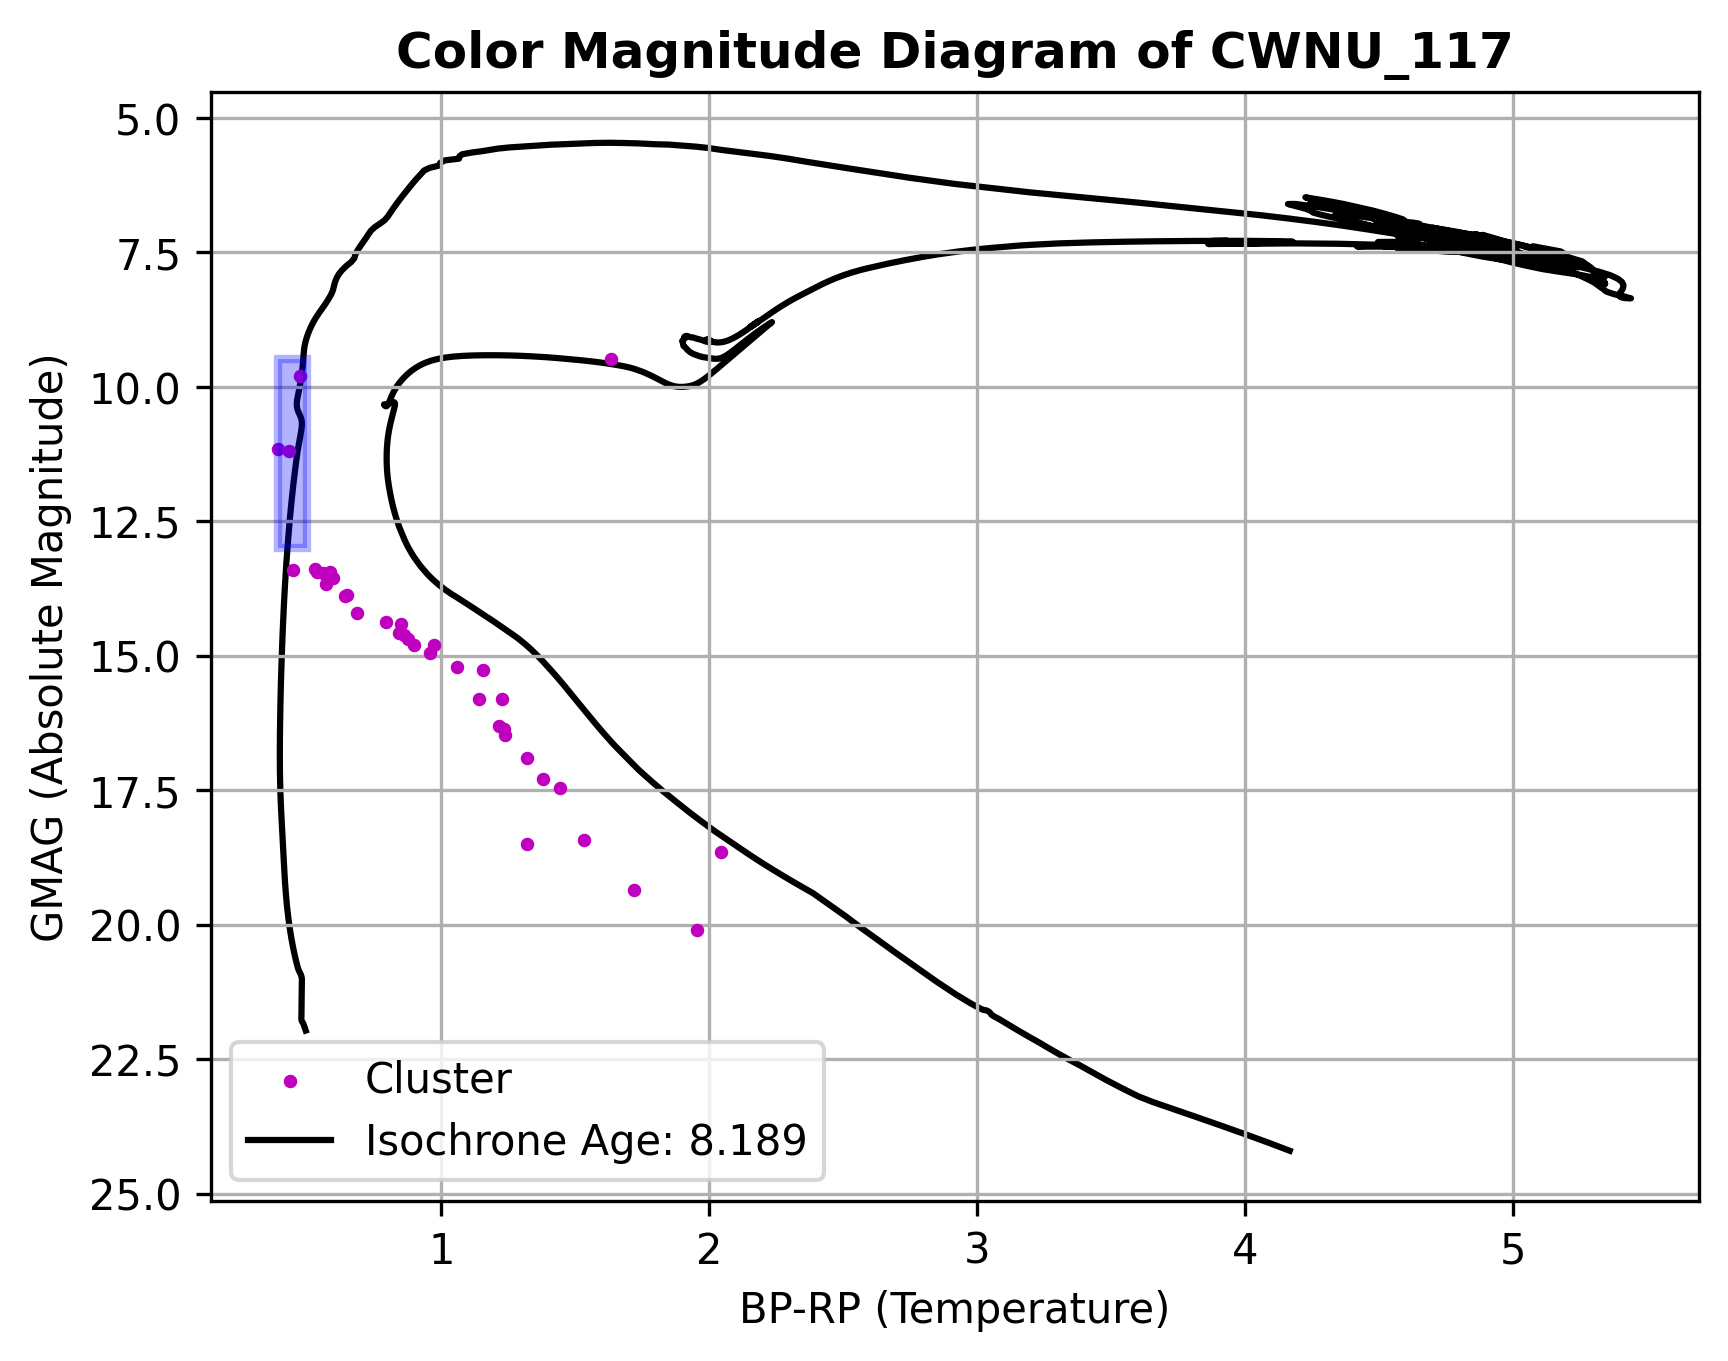 Color Magnitude Diagram of CWNU_117
GMAG (Absolute Magnitude)
5.0
7.5
10.0
12.5
15.0
17.5
20.0
22.5
25.0
Cluster
Isochrone Age: 8.189
1 2 3 4 5
BP-RP (Temperature)